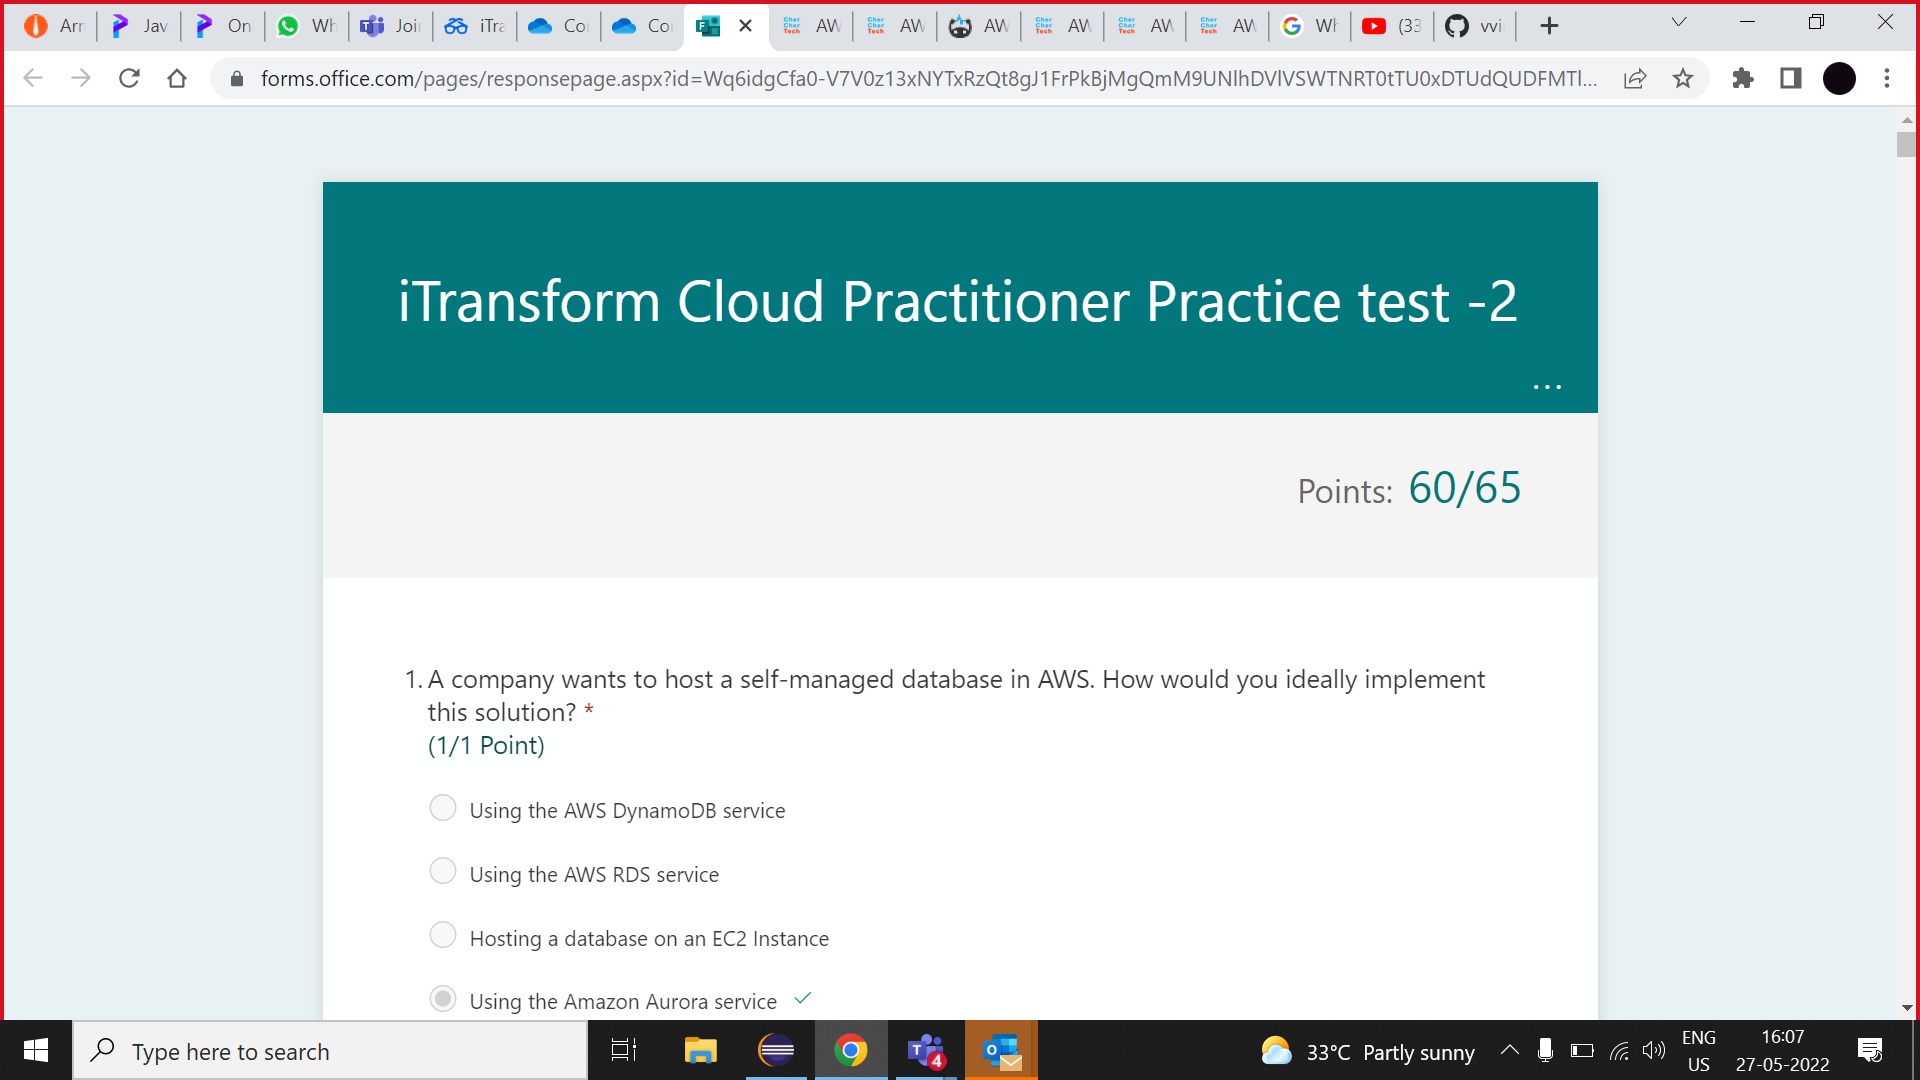 Arr
Jav
On
Wh
Joi
iTra
Co
Co
AW
AW
AW
AW
AW
AW
Wh
(33
vvi
forms.office.com/pages/responsepage.aspx?id=Wq6idgCfa0-V7V0z13xNYTxRzQt8gJ1FrPkBjMgQmM9UNlhDVlVSWTNRT0tTU0xDTUdQUDFMTl...
iTransform Cloud Practitioner Practice test -2
...
Points: 60/65
1. A company wants to host a self-managed database in AWS. How would you ideally implement
this solution? *
(1/1 Point)
Using the AWS DynamoDB service
Using the AWS RDS service
Hosting a database on an EC2 Instance
Using the Amazon Aurora service
Type here to search
4
33°C Partly sunny
ENG
US
16:07
27-05-2022